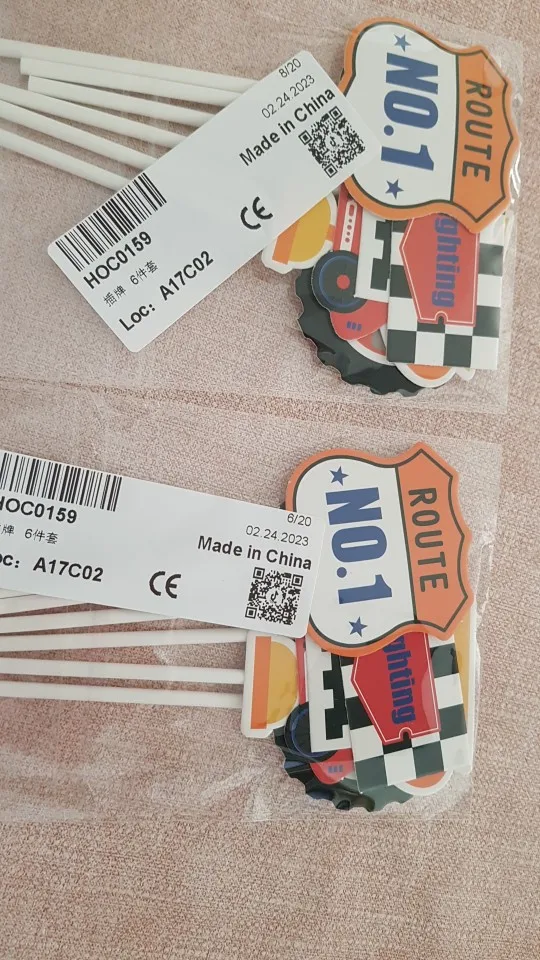 8/20
02.24.2023
Made in China
HOC0159
插牌 6件套
Loc: A17C02
CE
ROUTE
NO.1
ghting
HOC0159
牌 6件套
oc: A17C02
6/20
02.24.2023
Made in China
CE
ROUTE
NO.1
ghting